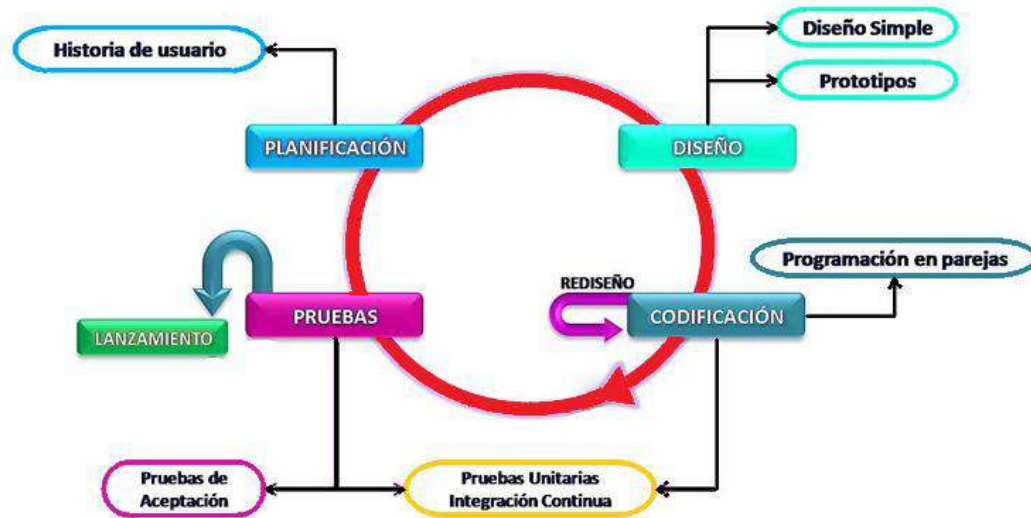 Historia de usuario
Diseño Simple
Prototipos
PLANIFICACIÓN
DISEÑO
Programación en parejas
REDISEÑO
PRUEBAS
CODIFICACIÓN
LANZAMIENTO
Pruebas de
Aceptación
Pruebas Unitarias
Integración Continua